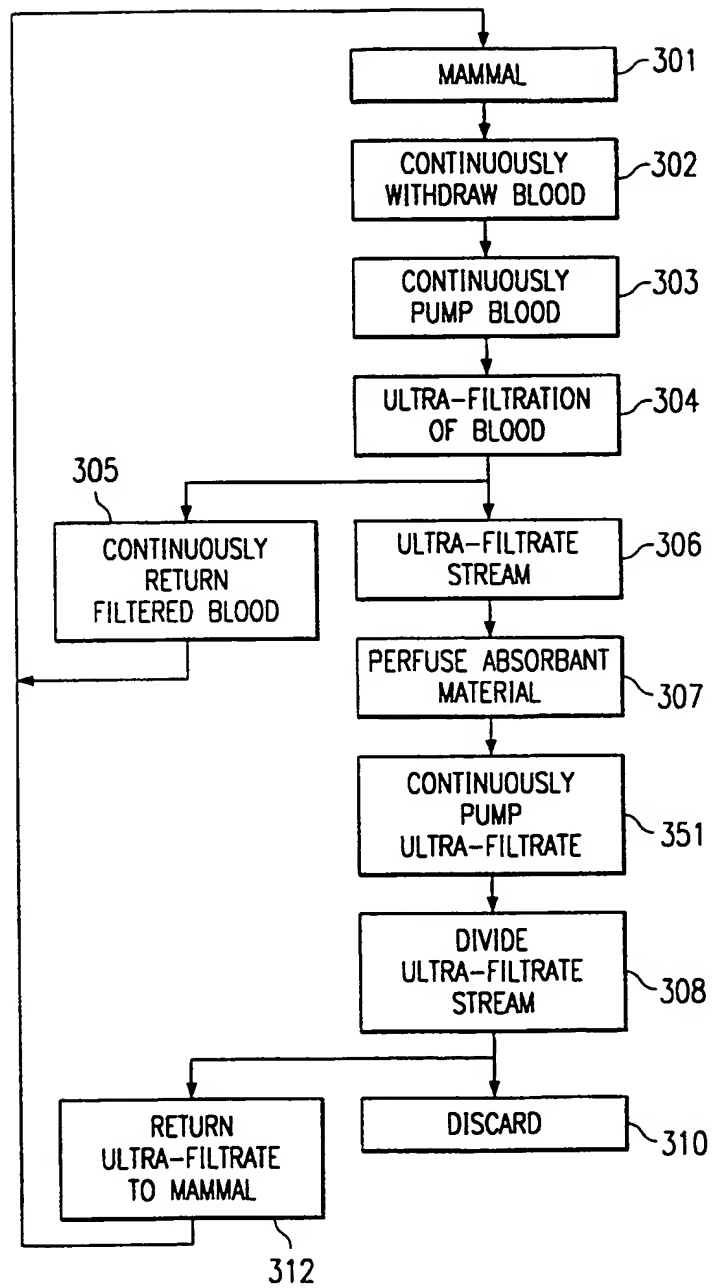 MAMMAL
301
CONTINUOUSLY
WITHDRAW BLOOD
302
CONTINUOUSLY
PUMP BLOOD
303
ULTRA-FILTRATION
OF BLOOD
304
305
CONTINUOUSLY
RETURN
FILTERED BLOOD
ULTRA-FILTRATE
STREAM
306
PERFUSE ABSORBANT
MATERIAL
307
CONTINUOUSLY
PUMP
ULTRA-FILTRATE
351
DIVIDE
ULTRA-FILTRATE
STREAM
308
RETURN
ULTRA-FILTRATE
TO MAMMAL
312
DISCARD
310